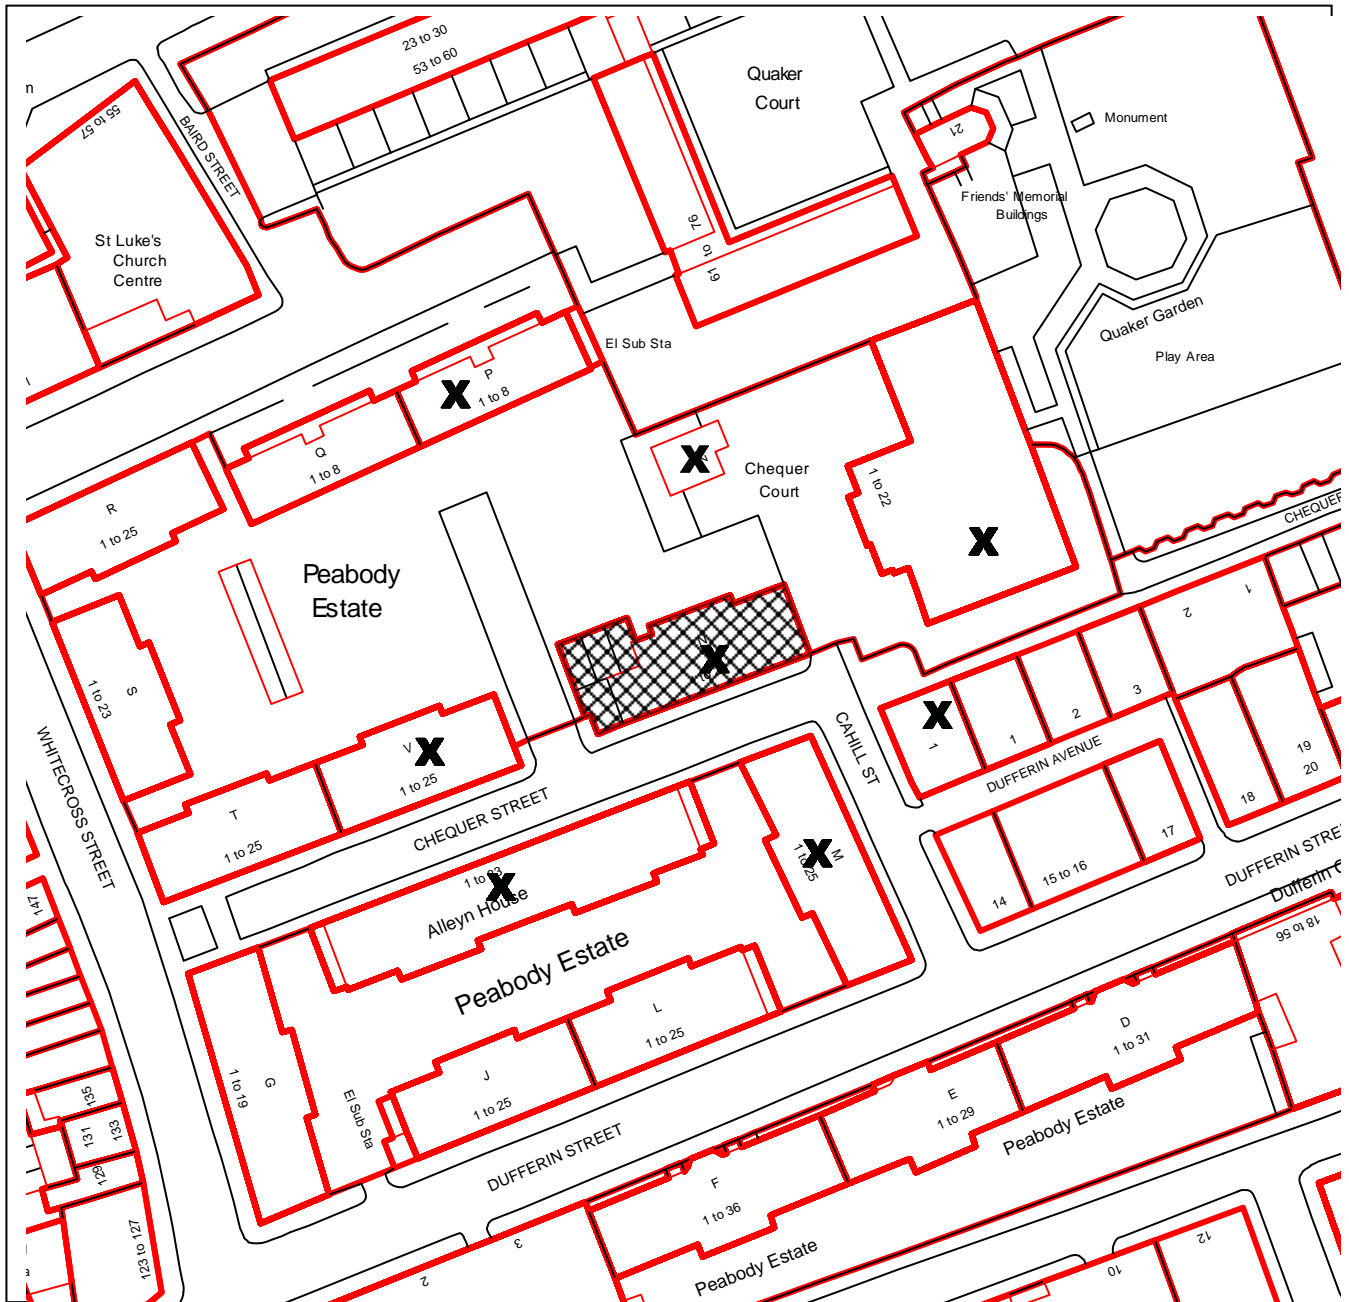 23 to 30
53 to 60
Quaker
Court
55 to 57
BAIRD STREET
21
Monument
Friends' Memorial
Buildings
St Luke's
Church
Centre
76
to
61
Quaker Garden
Play Area
El Sub Sta
P
1 to 8
Q
1 to 8
Chequer
Court
1 to 22
R
1 to 25
CHEQUER
Peabody
Estate
S
1 to 23
1
2
3
2
1
1
V
1 to 25
T
1 to 25
CHEQUER STREET
CAHILL ST
DUFFERIN AVENUE
19
20
18
17
15 to 16
14
WHITECROSS STREET
M
1 to 25
Alleyn House
DUFFERIN STRE
Dufferin
18 to 56
147
Peabody Estate
L
1 to 25
D
1 to 31
G
1 to 19
J
1 to 25
El Sub Sta
E
1 to 29
Peabody Estate
135
133
131
129
DUFFERIN STREET
F
1 to 36
123 to 127
3
2
Peabody Estate
12
10